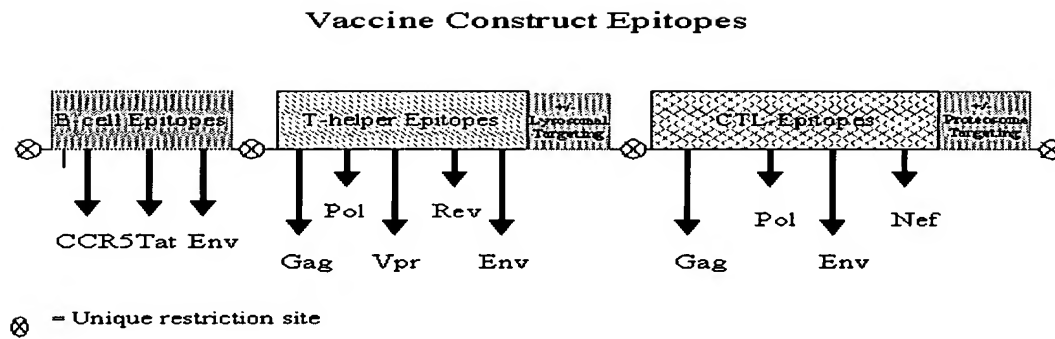 Vaccine Construct Epitopes
B cell Epitopes
T-helper Epitopes
+/-
Lysosomal
Targeting
CTL Epitopes
+/-
Proteosome
Targeting
Pol
Rev
Pol
Nef
CCR5Tat Env
Gag
Vpr
Env
Gag
Env
= Unique restriction site